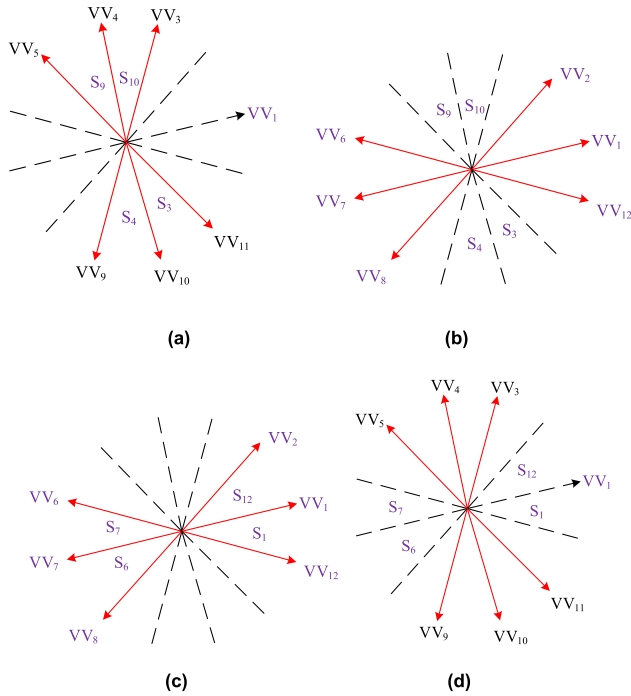 VV₄ VV₃
VV₅
S₉ S₁₀
VV₁
S₄ S₃
VV₉ VV₁₀ VV₁₁
(a)
VV₂
S₉ S₁₀
VV₆ VV₁
VV₇ VV₁₂
S₄ S₃
VV₈
(b)
VV₂
VV₆ S₁₂ VV₁
S₇ S₁
VV₇ S₆ VV₁₂
VV₈
(c)
VV₄ VV₃
VV₅
S₁₂
VV₁
S₇ S₁
S₆
VV₁₁
VV₉ VV₁₀
(d)